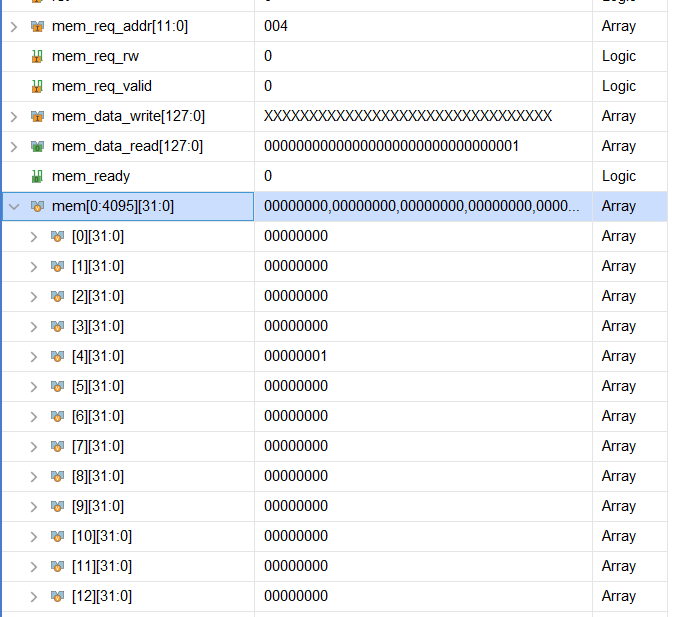 mem_req_addr[11:0] 004 Array
mem_req_rw 0 Logic
mem_req_valid 0 Logic
mem_data_write[127:0] XXXXXXXXXXXXXXXXXXXXXXXXXXXXXXXX Array
mem_data_read[127:0] 00000000000000000000000000000001 Array
mem_ready 0 Logic
mem[0:4095][31:0] 00000000,00000000,00000000,00000000,0000... Array
[0][31:0] 00000000 Array
[1][31:0] 00000000 Array
[2][31:0] 00000000 Array
[3][31:0] 00000000 Array
[4][31:0] 00000001 Array
[5][31:0] 00000000 Array
[6][31:0] 00000000 Array
[7][31:0] 00000000 Array
[8][31:0] 00000000 Array
[9][31:0] 00000000 Array
[10][31:0] 00000000 Array
[11][31:0] 00000000 Array
[12][31:0] 00000000 Array